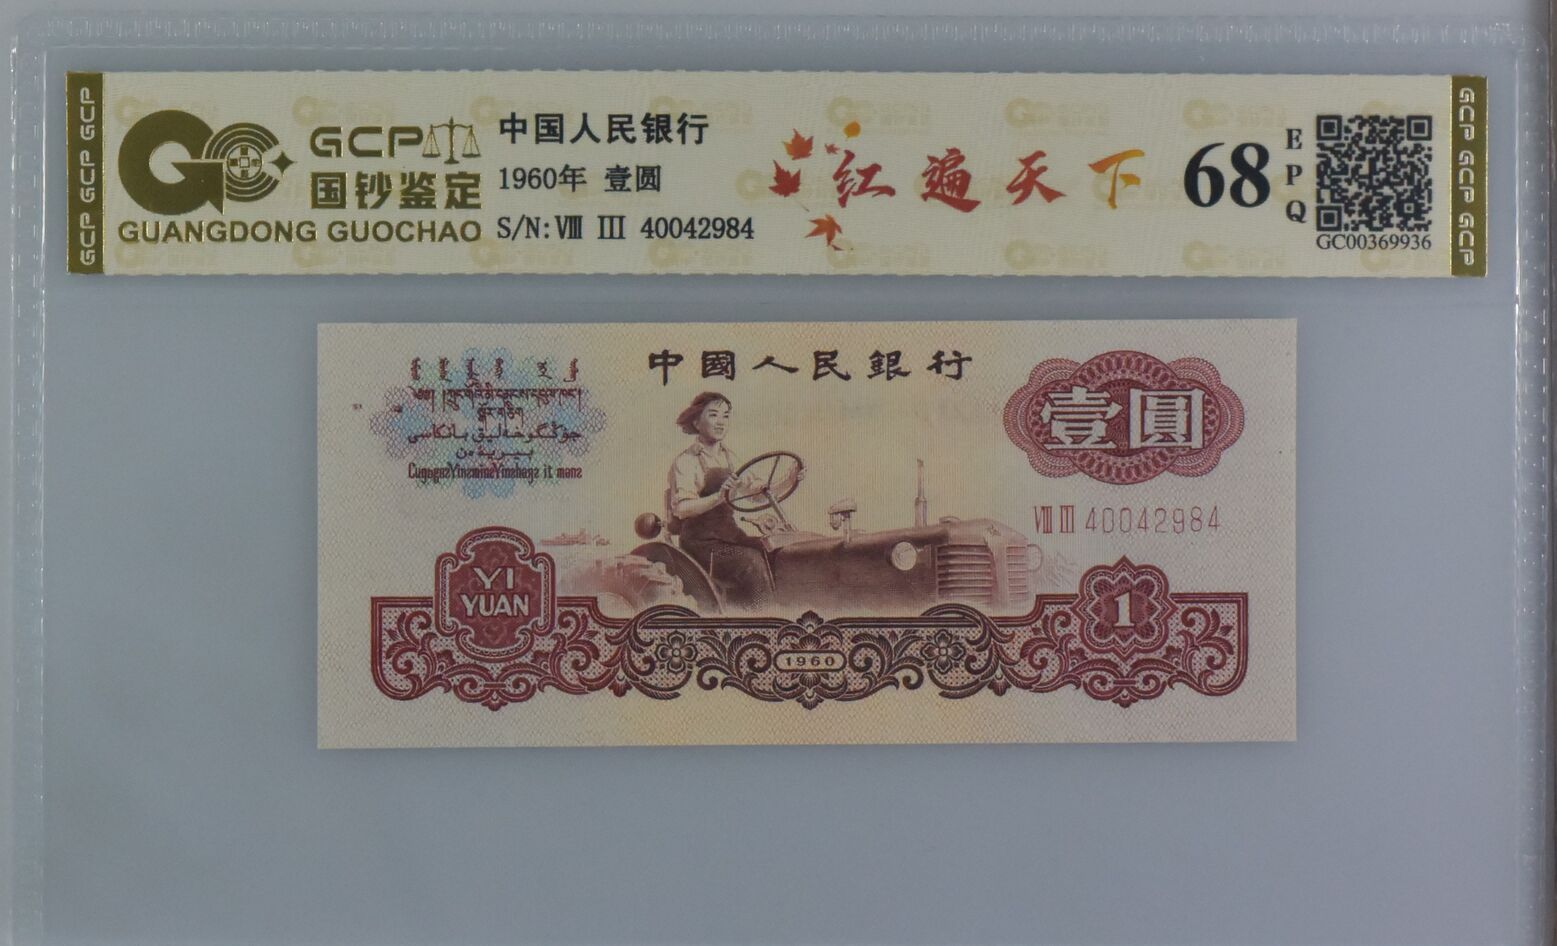 GCP
国钞鉴定
GUANGDONG GUOCHAO
中国人民银行
1960年 壹圆
S/N: Ⅷ Ⅲ 40042984
红遍天下
68
EPQ
GC00369936
GCP GCP GCP
GCP GCP GCP
中國人民銀行
壹圓
Ⅷ Ⅲ 40042984
YI
YUAN
1960
1